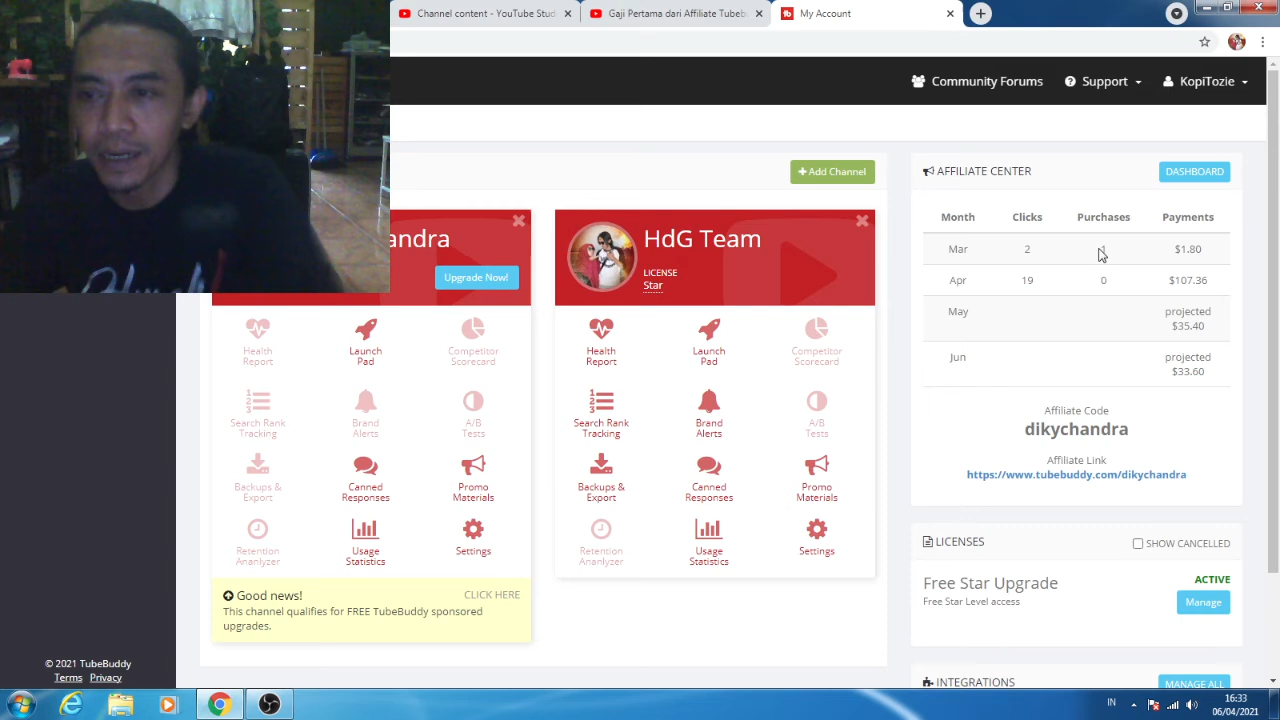 Channel content - YouTube Stud
Gaji Pertama dari Affiliate Tubeb
My Account
Community Forums
Support
KopiTozie
Add Channel
andra
Upgrade Now!
Health Report
Launch Pad
Competitor Scorecard
Search Rank Tracking
Brand Alerts
A/B Tests
Backups & Export
Canned Responses
Promo Materials
Retention Ananlyzer
Usage Statistics
Settings
Good news!
CLICK HERE
This channel qualifies for FREE TubeBuddy sponsored
upgrades.
HdG Team
LICENSE
Star
Health Report
Launch Pad
Competitor Scorecard
Search Rank Tracking
Brand Alerts
A/B Tests
Backups & Export
Canned Responses
Promo Materials
Retention Ananlyzer
Usage Statistics
Settings
AFFILIATE CENTER
DASHBOARD
Month Clicks Purchases Payments
Mar 2 $1.80
Apr 19 0 $107.36
May projected $35.40
Jun projected $33.60
Affiliate Code
dikychandra
Affiliate Link
https://www.tubebuddy.com/dikychandra
LICENSES
SHOW CANCELLED
Free Star Upgrade
ACTIVE
Free Star Level access
Manage
INTEGRATIONS
MANAGE ALL
© 2021 TubeBuddy
Terms Privacy
IN
16:33
06/04/2021